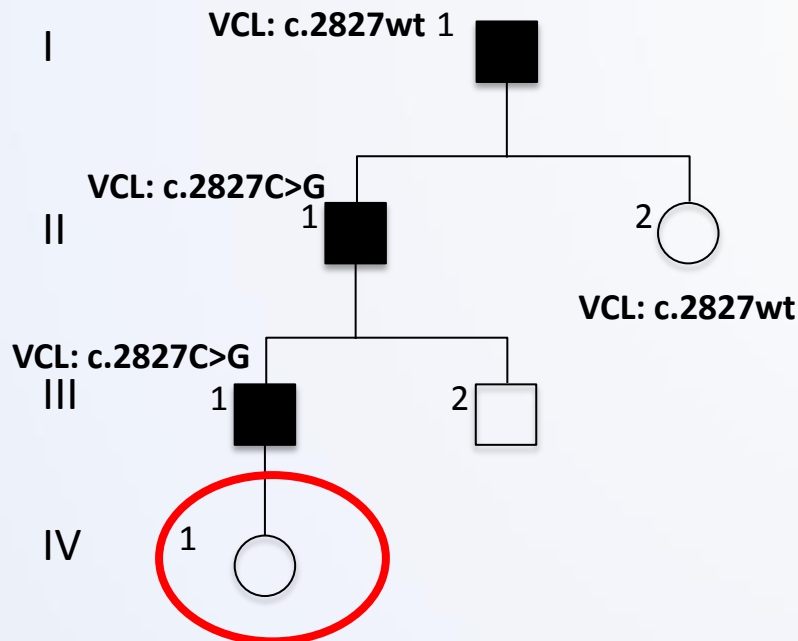 I
VCL: c.2827wt 1
VCL: c.2827C>G
II
1
2
VCL: c.2827wt
VCL: c.2827C>G
III
1
2
IV
1